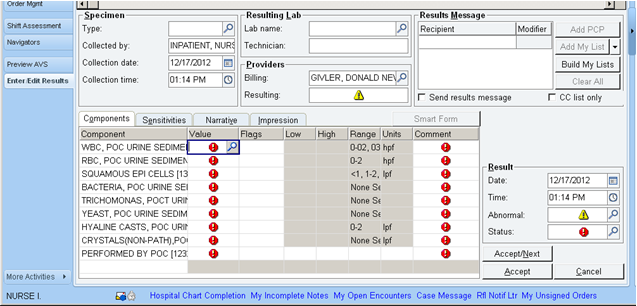 Order Mgmt
Shift Assessment
Navigators
Preview AVS
Enter/Edit Results
More Activities
NURSE I.
Specimen
Type:
Collected by: INPATIENT, NURS
Collection date: 12/17/2012
Collection time: 01:14 PM
Resulting Lab
Lab name:
Technician:
Providers
Billing: GIVLER, DONALD NEV
Resulting:
Results Message
Recipient Modifier
Add PCP
Add My List
Build My Lists
Clear All
Send results message CC list only
Components Sensitivities Narrative Impression Smart Form
Component Value Flags Low High Range Units Comment
WBC, POC URINE SEDIME 0-02, 03 hpf
RBC, POC URINE SEDIMEN 0-2 hpf
SQUAMOUS EPI CELLS [13 <1, 1-2, lpf
BACTERIA, POC URINE SEI None Se
TRICHOMONAS, POCT URI None Se
YEAST, POC URINE SEDIM None Se
HYALINE CASTS, POC URIN 0-2 lpf
CRYSTALS(NON-PATH),PO None Se lpf
PERFORMED BY POC [123
Result
Date: 12/17/2012
Time: 01:14 PM
Abnormal:
Status:
Accept/Next
Accept Cancel
Hospital Chart Completion My Incomplete Notes My Open Encounters Case Message Rfl Notif Ltr My Unsigned Orders